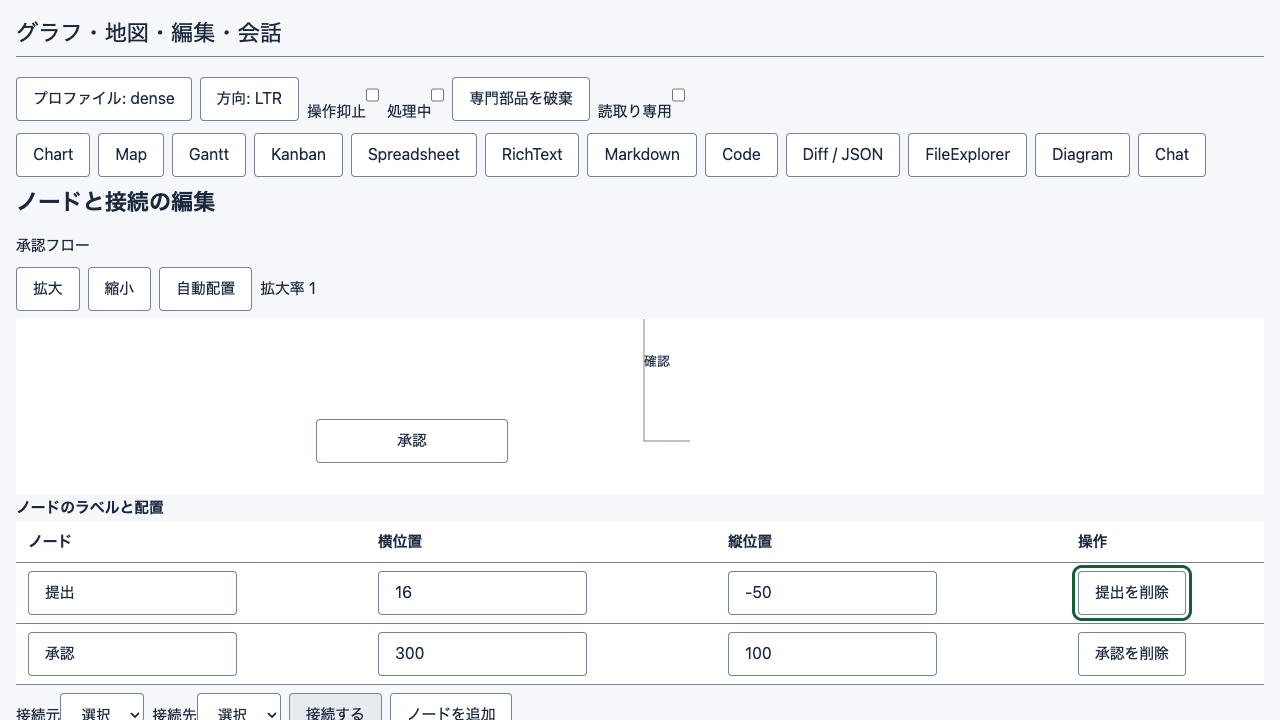 グラフ・地図・編集・会話
プロファイル: dense 方向: LTR 操作抑止 処理中 専門部品を破棄 読取り専用
Chart Map Gantt Kanban Spreadsheet RichText Markdown Code Diff / JSON FileExplorer Diagram Chat
ノードと接続の編集
承認フロー
拡大 縮小 自動配置 拡大率 1
確認
承認
ノードのラベルと配置
ノード 横位置 縦位置 操作
提出 16 -50 提出を削除
承認 300 100 承認を削除
接続元 選択 接続先 選択 接続する ノードを追加